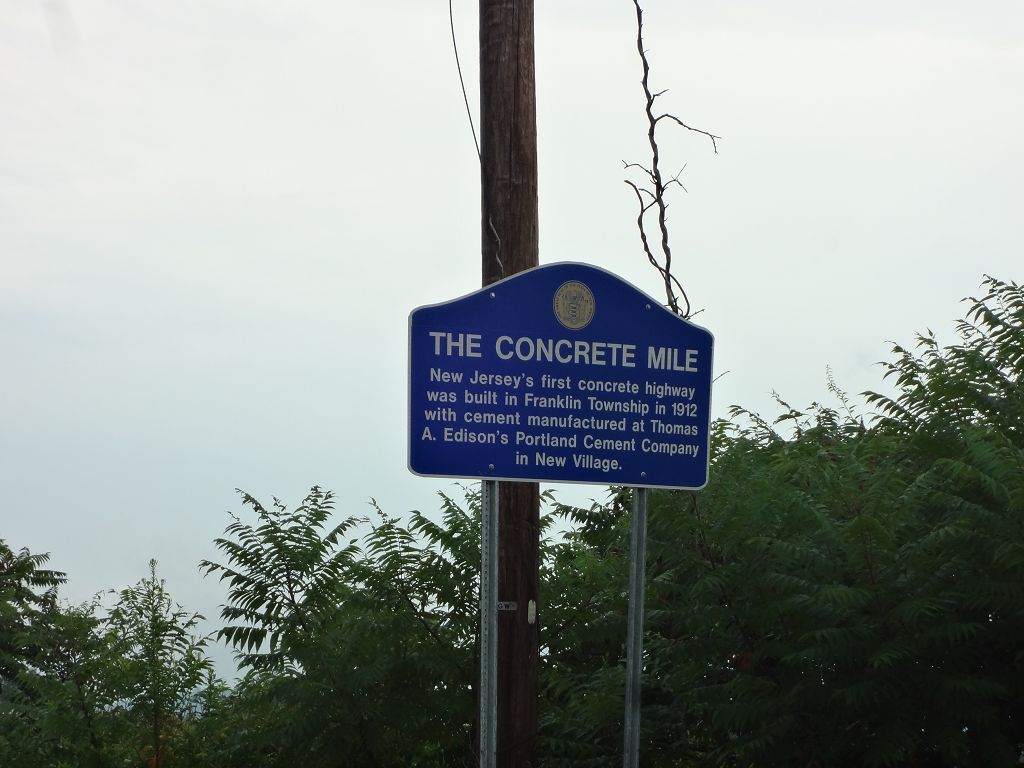 THE CONCRETE MILE
New Jersey's first concrete highway
was built in Franklin Township in 1912
with cement manufactured at Thomas
A. Edison's Portland Cement Company
in New Village.
GW